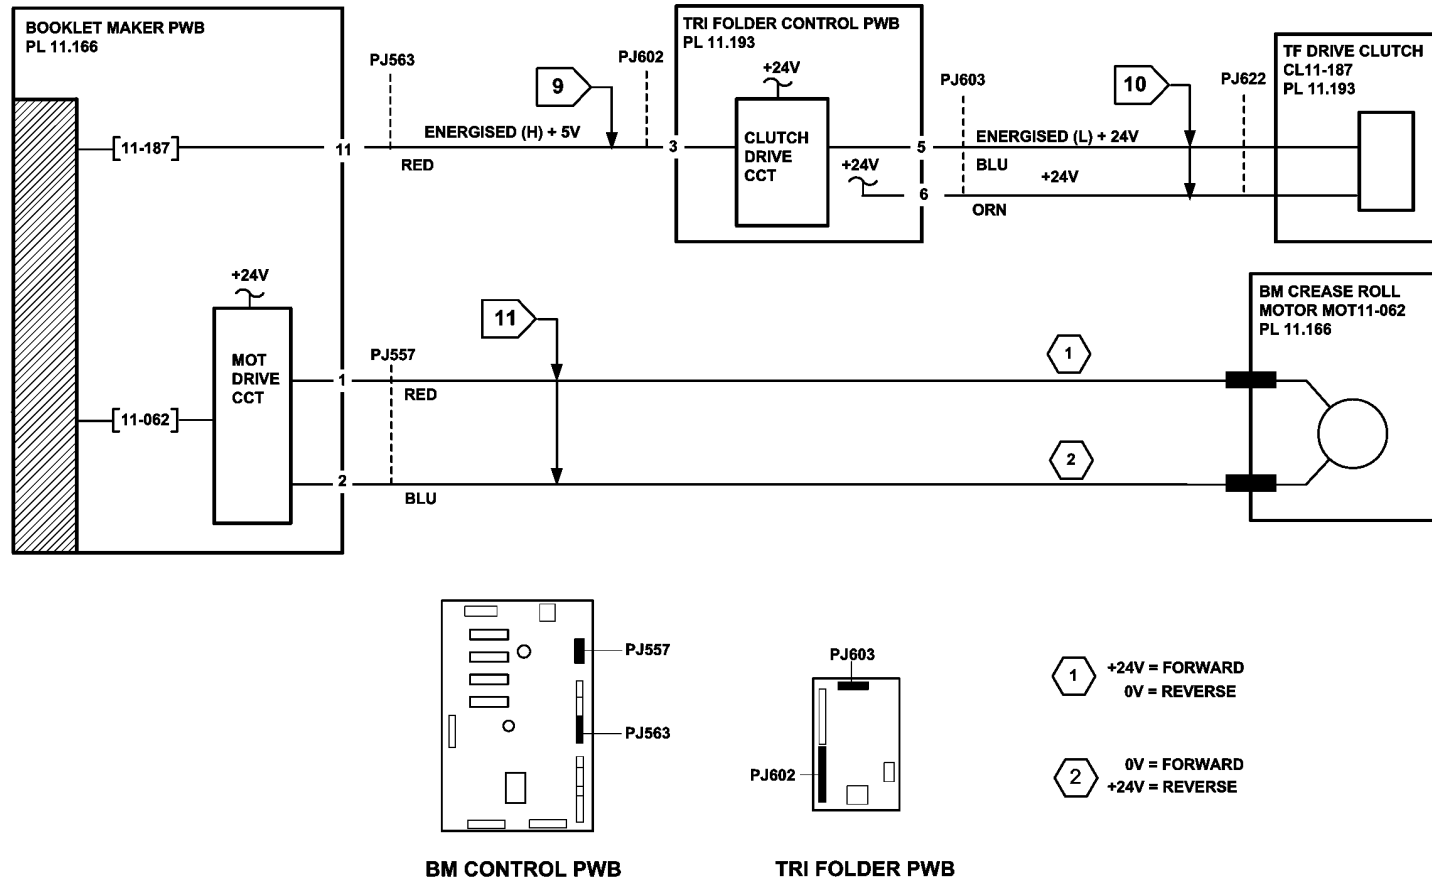 BOOKLET MAKER PWB
PL 11.166
PJ563
9
PJ602
TRI FOLDER CONTROL PWB
PL 11.193
+24V
PJ603
10
PJ622
TF DRIVE CLUTCH
CL11-187
PL 11.193
[11-187]
11
ENERGISED (H) + 5V
RED
3
CLUTCH
DRIVE
CCT
+24V
5
6
ENERGISED (L) + 24V
BLU
+24V
ORN
+24V
MOT
DRIVE
CCT
[11-062]
1
2
PJ557
RED
BLU
11
1
2
BM CREASE ROLL
MOTOR MOT11-062
PL 11.166
PJ557
PJ563
BM CONTROL PWB
PJ603
PJ602
TRI FOLDER PWB
1
+24V = FORWARD
0V = REVERSE
2
0V = FORWARD
+24V = REVERSE